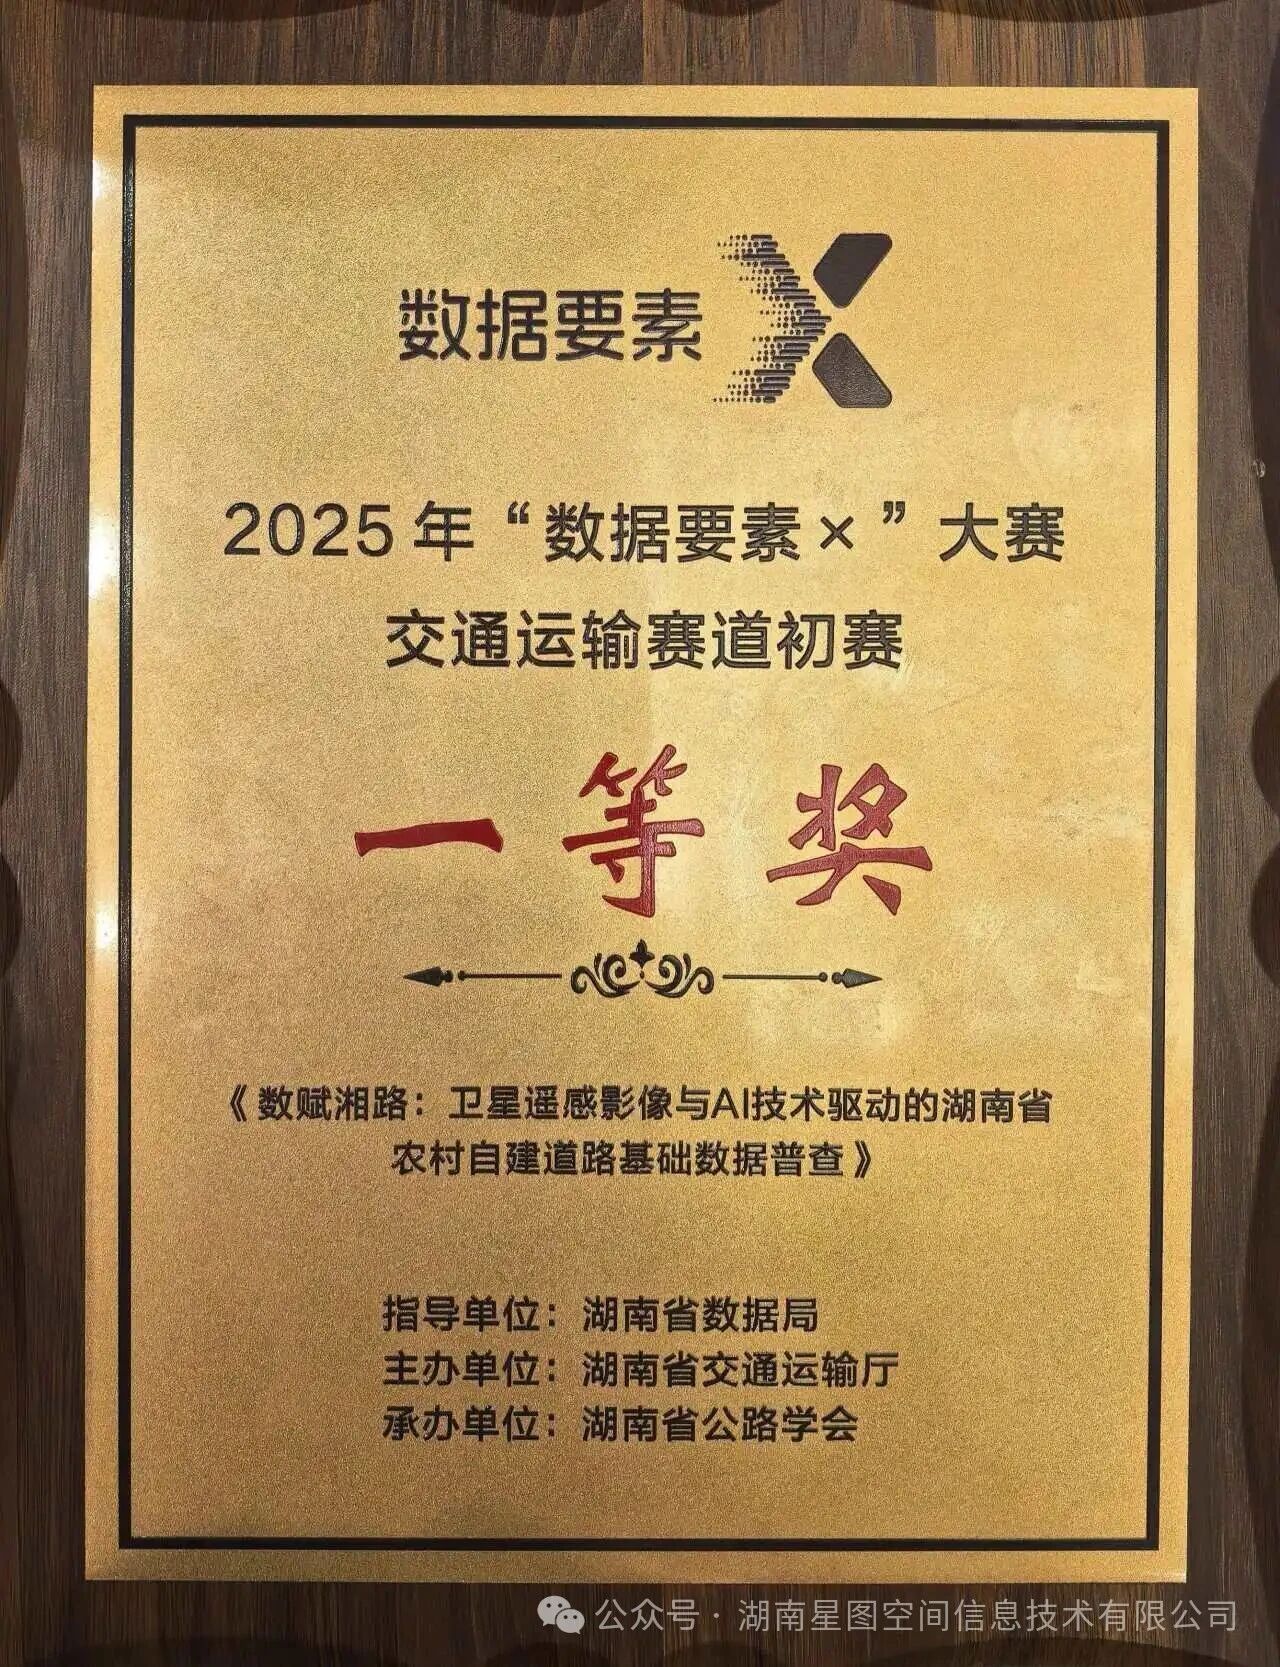 数据要素X
2025年“数据要素×”大赛
交通运输赛道初赛
一等奖
《数赋湘路：卫星遥感影像与AI技术驱动的湖南省
农村自建道路基础数据普查》
指导单位：湖南省数据局
主办单位：湖南省交通运输厅
承办单位：湖南省公路学会
公众号·湖南星图空间信息技术有限公司